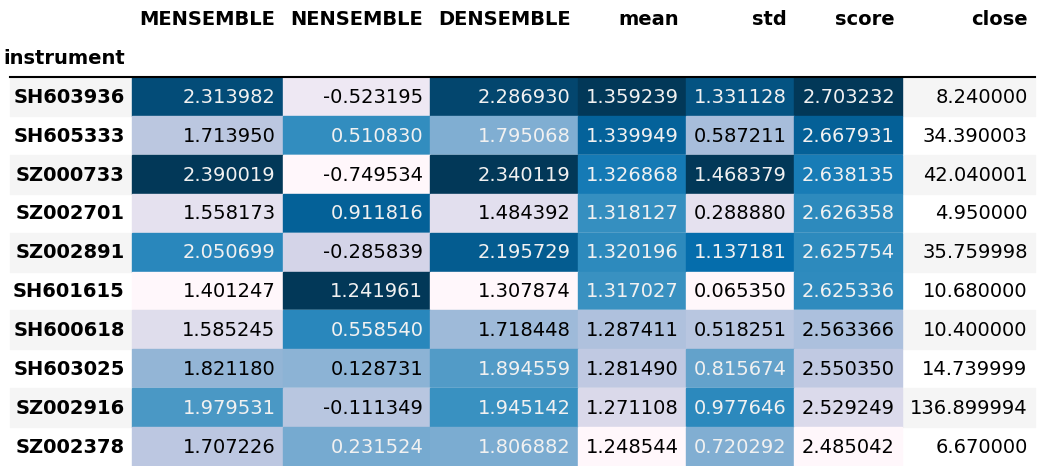 MENSEMBLE NENSEMBLE DENSEMBLE mean std score close
instrument
SH603936 2.313982 -0.523195 2.286930 1.359239 1.331128 2.703232 8.240000
SH605333 1.713950 0.510830 1.795068 1.339949 0.587211 2.667931 34.390003
SZ000733 2.390019 -0.749534 2.340119 1.326868 1.468379 2.638135 42.040001
SZ002701 1.558173 0.911816 1.484392 1.318127 0.288880 2.626358 4.950000
SZ002891 2.050699 -0.285839 2.195729 1.320196 1.137181 2.625754 35.759998
SH601615 1.401247 1.241961 1.307874 1.317027 0.065350 2.625336 10.680000
SH600618 1.585245 0.558540 1.718448 1.287411 0.518251 2.563366 10.400000
SH603025 1.821180 0.128731 1.894559 1.281490 0.815674 2.550350 14.739999
SZ002916 1.979531 -0.111349 1.945142 1.271108 0.977646 2.529249 136.899994
SZ002378 1.707226 0.231524 1.806882 1.248544 0.720292 2.485042 6.670000